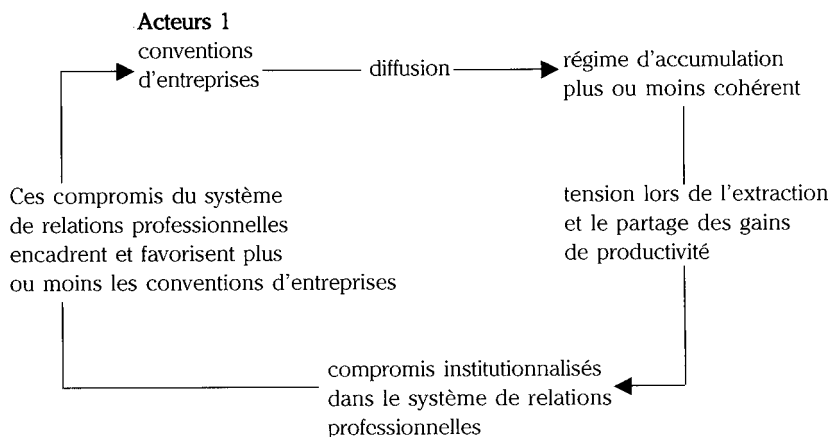 Acteurs 1
conventions
d'entreprises
diffusion
régime d'accumulation
plus ou moins cohérent
tension lors de l'extraction
et le partage des gains
de productivité
compromis institutionnalisés
dans le système de relations
professionnelles
Ces compromis du système
de relations professionnelles
encadrent et favorisent plus
ou moins les conventions d'entreprises